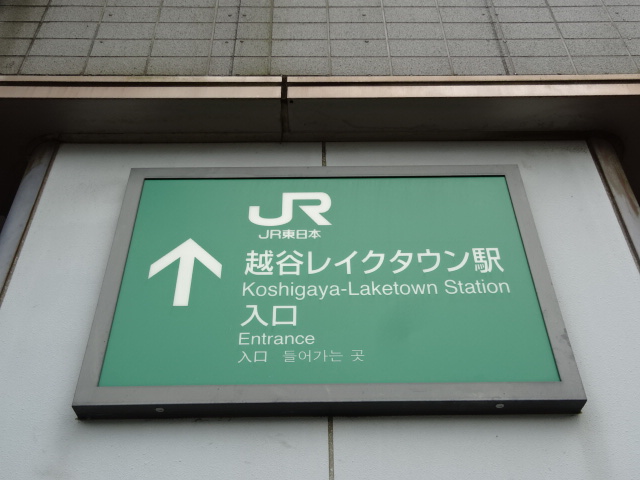 JR
JR東日本
越谷レイクタウン駅
Koshigaya-Laketown Station
入口
Entrance
入口 들어가는 곳